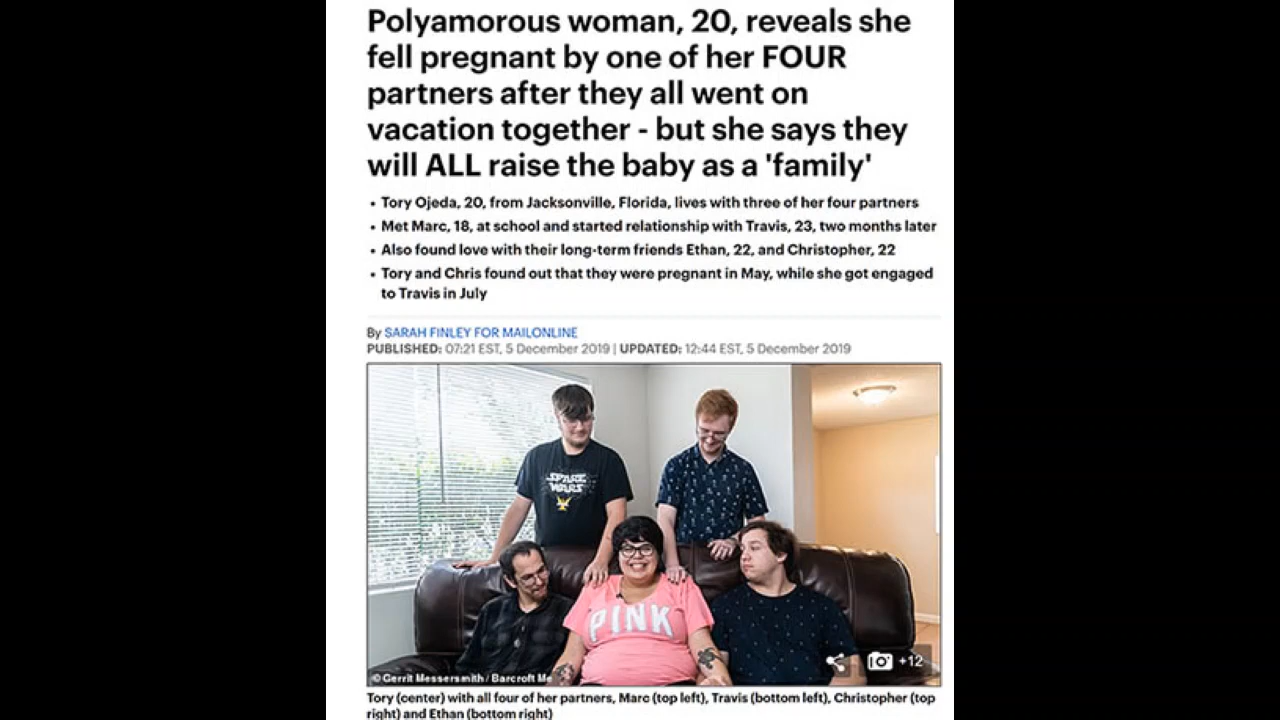 Polyamorous woman, 20, reveals she
fell pregnant by one of her FOUR
partners after they all went on
vacation together - but she says they
will ALL raise the baby as a 'family'
• Tory Ojeda, 20, from Jacksonville, Florida, lives with three of her four partners
• Met Marc, 18, at school and started relationship with Travis, 23, two months later
• Also found love with their long-term friends Ethan, 22, and Christopher, 22
• Tory and Chris found out that they were pregnant in May, while she got engaged
to Travis in July
By SARAH FINLEY FOR MAILONLINE
PUBLISHED: 07:21 EST, 5 December 2019 | UPDATED: 12:44 EST, 5 December 2019
SPARE
WARS
PINK
+12
© Gerrit Messersmith / Barcroft Me
Tory (center) with all four of her partners, Marc (top left), Travis (bottom left), Christopher (top
right) and Ethan (bottom right)